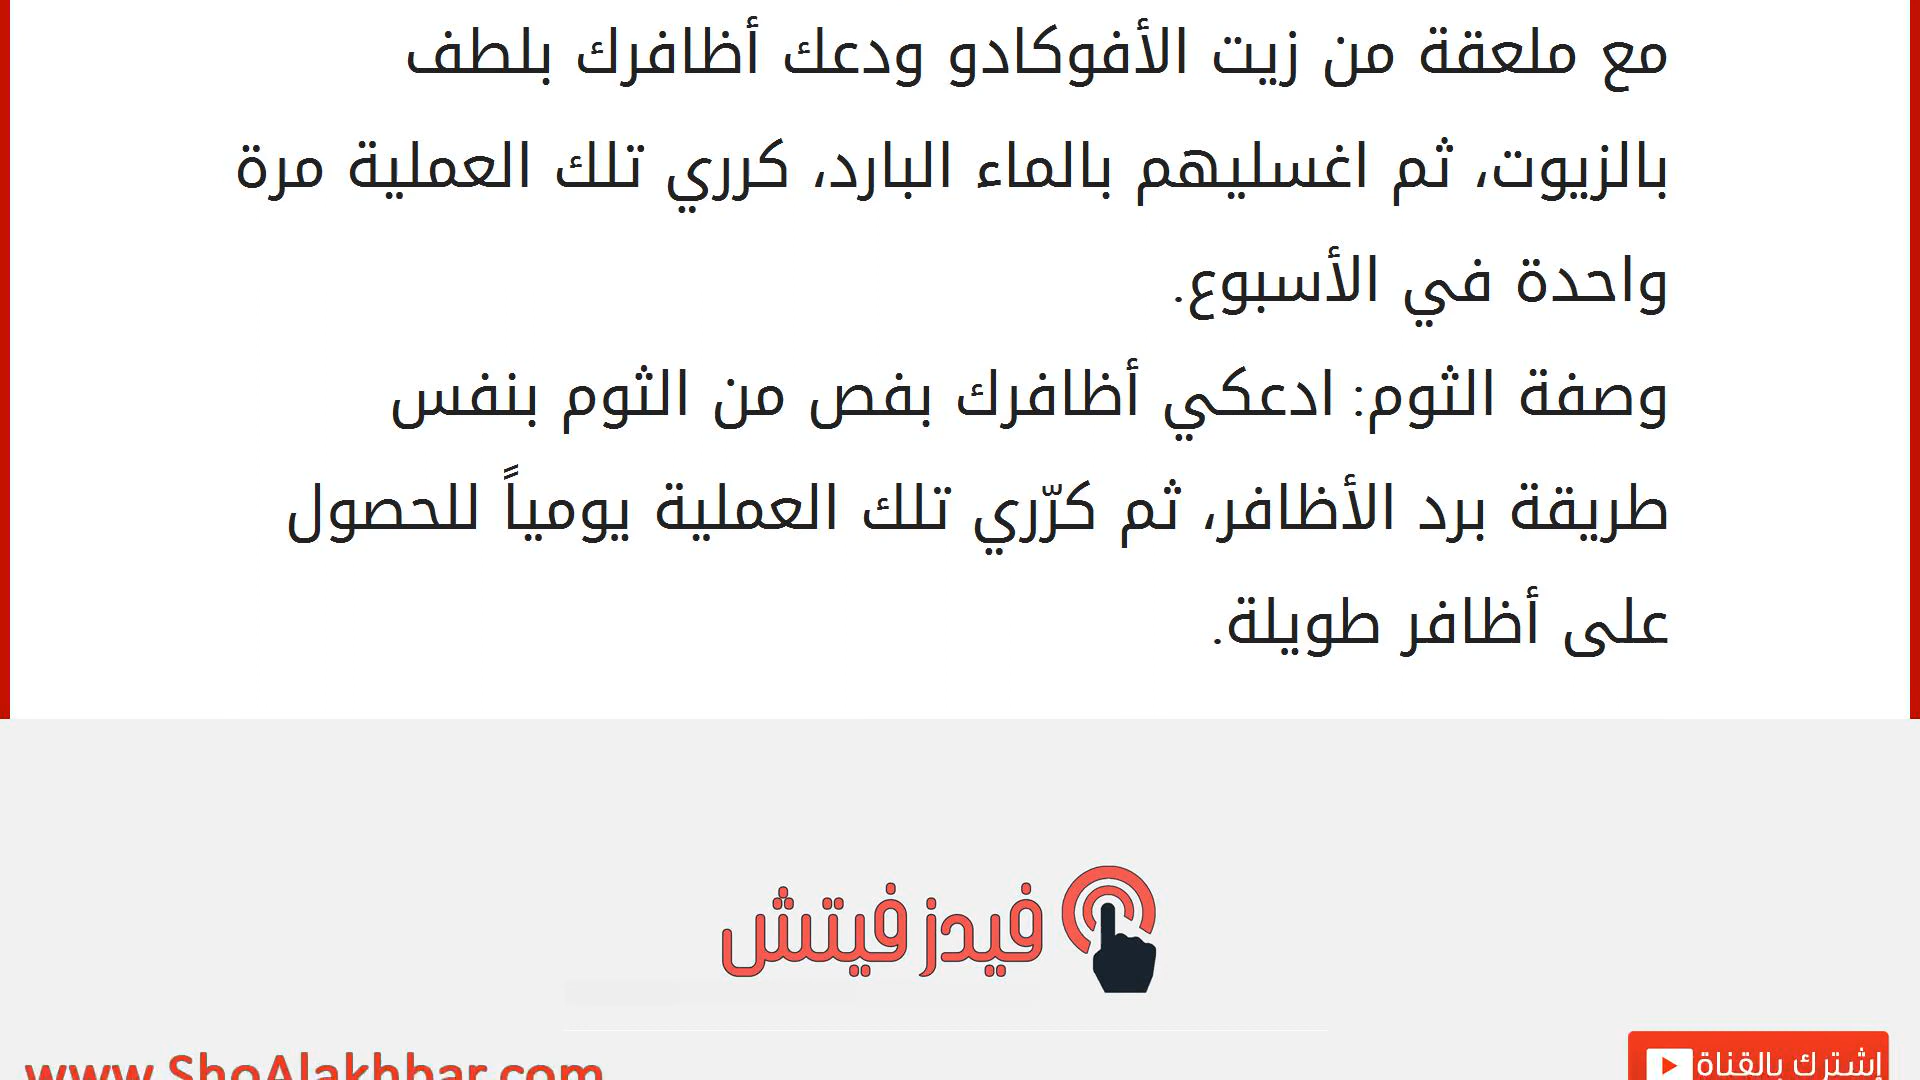 مع ملعقة من زيت الأفوكادو ودعك أظافرك بلطف
بالزيوت، ثم اغسليهم بالماء البارد، كرري تلك العملية مرة
واحدة في الأسبوع.
وصفة الثوم: ادعكي أظافرك بفص من الثوم بنفس
طريقة برد الأظافر، ثم كرّري تلك العملية يومياً للحصول
على أظافر طويلة.
فيدز فيتش
www.ShoAlakhbar.com
إشترك بالقناة